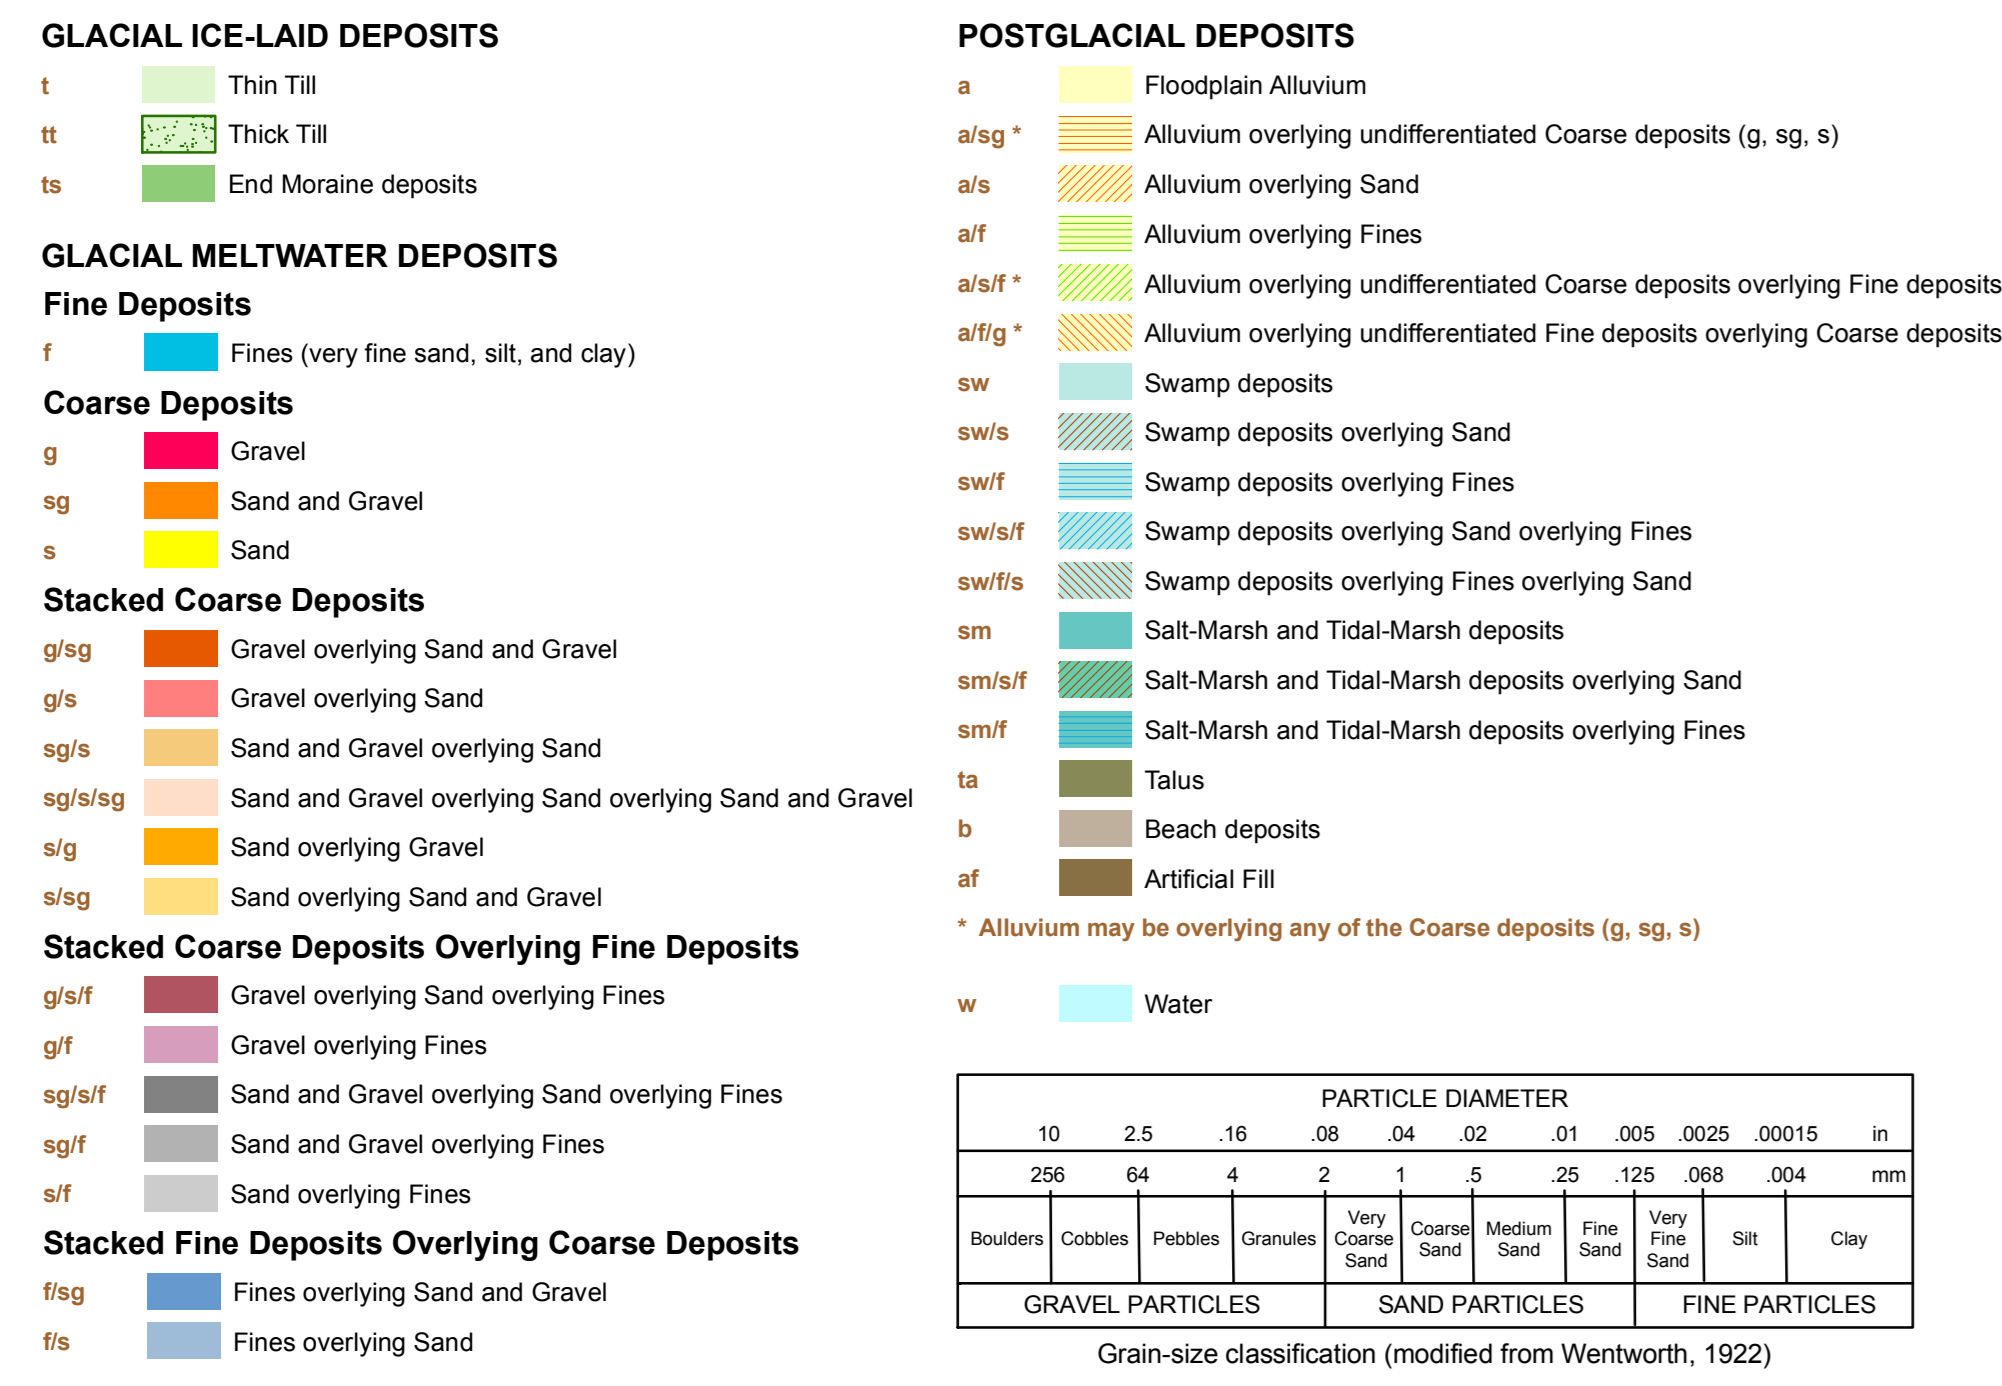 GLACIAL ICE-LAID DEPOSITS
t Thin Till
tt Thick Till
ts End Moraine deposits
GLACIAL MELTWATER DEPOSITS
Fine Deposits
f Fines (very fine sand, silt, and clay)
Coarse Deposits
g Gravel
sg Sand and Gravel
s Sand
Stacked Coarse Deposits
g/sg Gravel overlying Sand and Gravel
g/s Gravel overlying Sand
sg/s Sand and Gravel overlying Sand
sg/s/sg Sand and Gravel overlying Sand overlying Sand and Gravel
s/g Sand overlying Gravel
s/sg Sand overlying Sand and Gravel
Stacked Coarse Deposits Overlying Fine Deposits
g/s/f Gravel overlying Sand overlying Fines
g/f Gravel overlying Fines
sg/s/f Sand and Gravel overlying Sand overlying Fines
sg/f Sand and Gravel overlying Fines
s/f Sand overlying Fines
Stacked Fine Deposits Overlying Coarse Deposits
f/sg Fines overlying Sand and Gravel
f/s Fines overlying Sand
POSTGLACIAL DEPOSITS
a Floodplain Alluvium
a/sg * Alluvium overlying undifferentiated Coarse deposits (g, sg, s)
a/s Alluvium overlying Sand
a/f Alluvium overlying Fines
a/s/f * Alluvium overlying undifferentiated Coarse deposits overlying Fine deposits
a/f/g * Alluvium overlying undifferentiated Fine deposits overlying Coarse deposits
sw Swamp deposits
sw/s Swamp deposits overlying Sand
sw/f Swamp deposits overlying Fines
sw/s/f Swamp deposits overlying Sand overlying Fines
sw/f/s Swamp deposits overlying Fines overlying Sand
sm Salt-Marsh and Tidal-Marsh deposits
sm/s/f Salt-Marsh and Tidal-Marsh deposits overlying Sand
sm/f Salt-Marsh and Tidal-Marsh deposits overlying Fines
ta Talus
b Beach deposits
af Artificial Fill
* Alluvium may be overlying any of the Coarse deposits (g, sg, s)
w Water
PARTICLE DIAMETER
10 2.5 .16 .08 .04 .02 .01 .005 .0025 .00015 in
256 64 4 2 1 .5 .25 .125 .068 .004 mm
Boulders Cobbles Pebbles Granules Very Coarse Sand Coarse Sand Medium Sand Fine Sand Very Fine Sand Silt Clay
GRAVEL PARTICLES SAND PARTICLES FINE PARTICLES
Grain-size classification (modified from Wentworth, 1922)